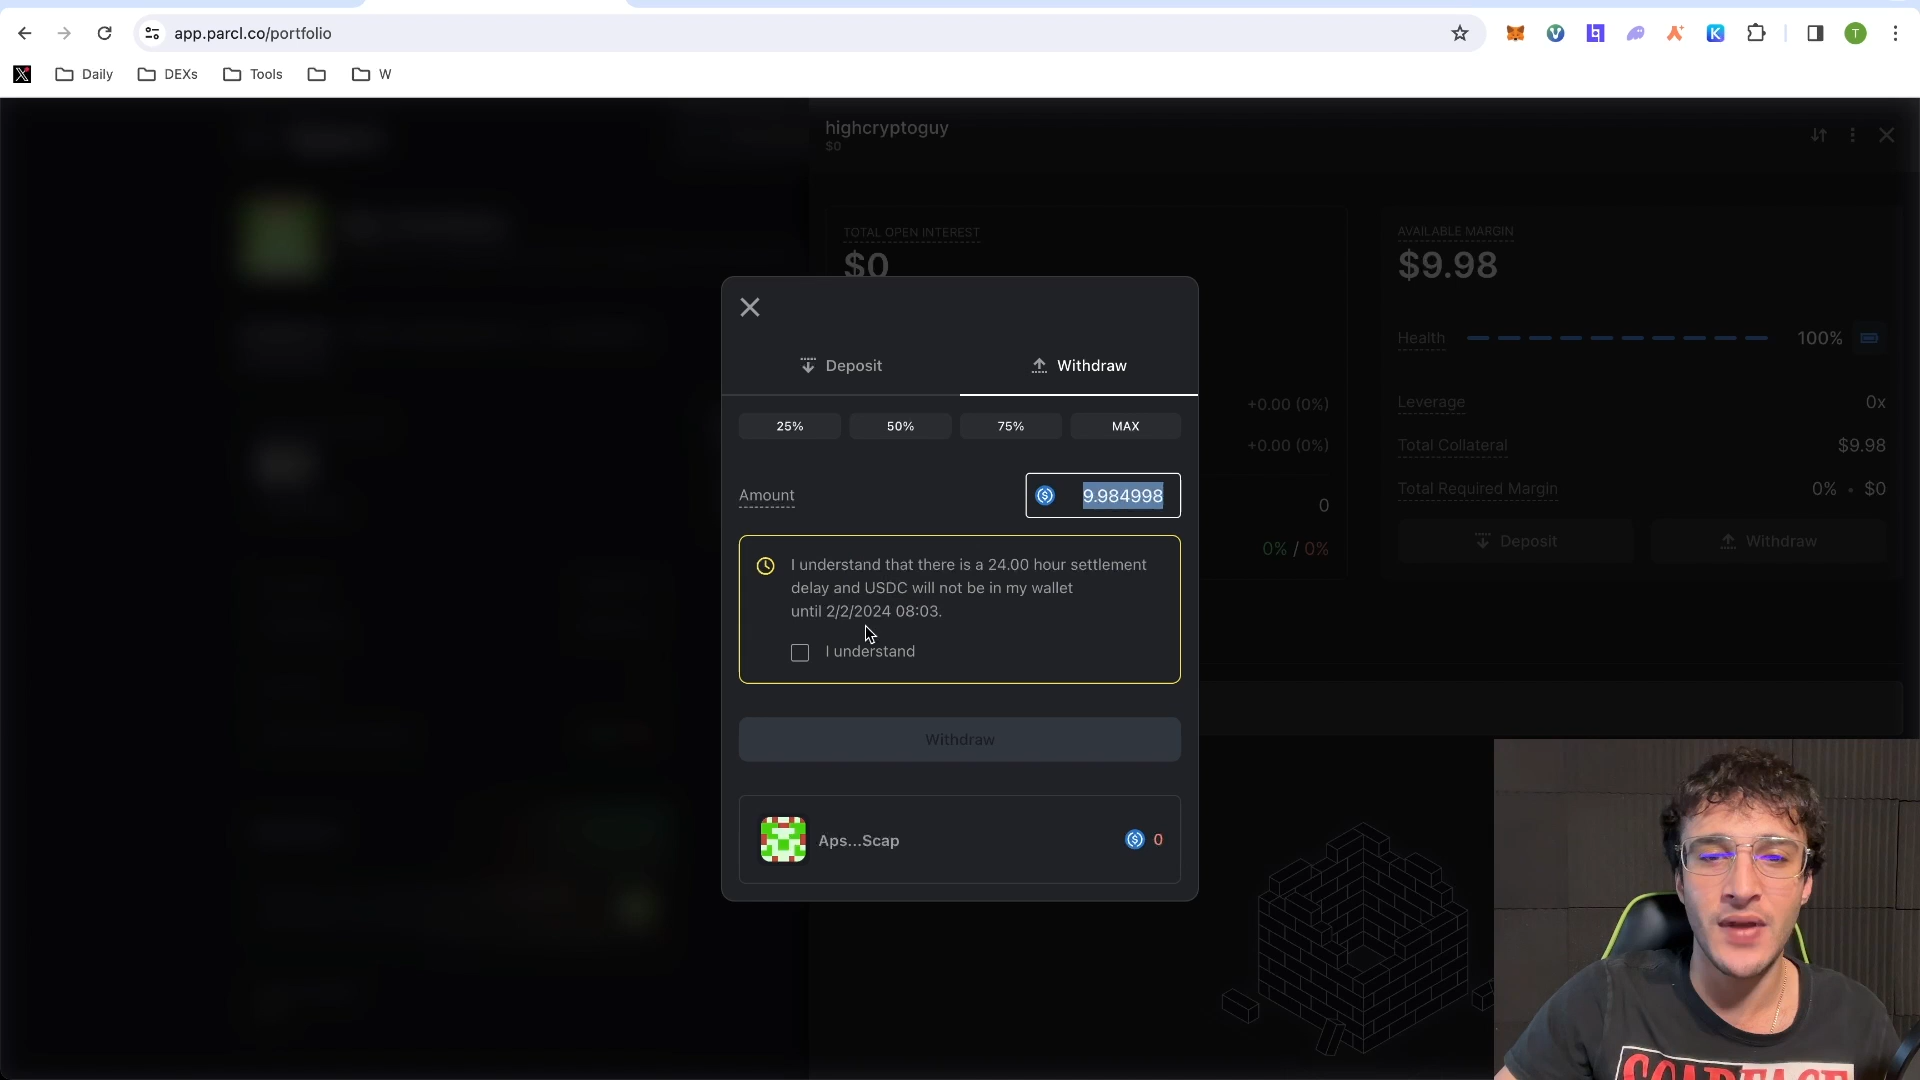 app.parcl.co/portfolio
T
Daily
DEXs
Tools
W
highcryptoguy
$0
TOTAL OPEN INTEREST
$0
AVAILABLE MARGIN
$9.98
Health
100%
Deposit
Withdraw
25%
50%
75%
MAX
+0.00 (0%)
+0.00 (0%)
Leverage
0x
Total Collateral
$9.98
Amount
9.984998
0
Total Required Margin
0% • $0
0% / 0%
Deposit
Withdraw
I understand that there is a 24.00 hour settlement
delay and USDC will not be in my wallet
until 2/2/2024 08:03.
I understand
Withdraw
Aps...Scap
0
SCARFACE